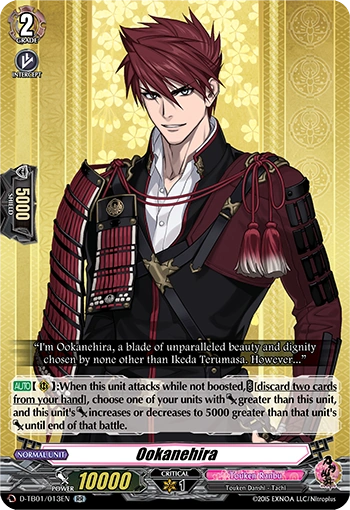 2
GRADE
INTERCEPT
5000
SHIELD
"I'm Ookanehira, a blade of unparalleled beauty and dignity
chosen by none other than Ikeda Terumasa. However..."
AUTO【 】:When this unit attacks while not boosted, [discard two cards
from your hand], choose one of your units with greater than this unit,
and this unit's increases or decreases to 5000 greater than that unit's
until end of that battle.
NORMAL UNIT
Ookanehira
POWER 10000
CRITICAL
1
Touken Ranbu
Touken Danshi - Tachi
D-TB01/013EN RR
©2015 EXNOA LLC/Nitroplus